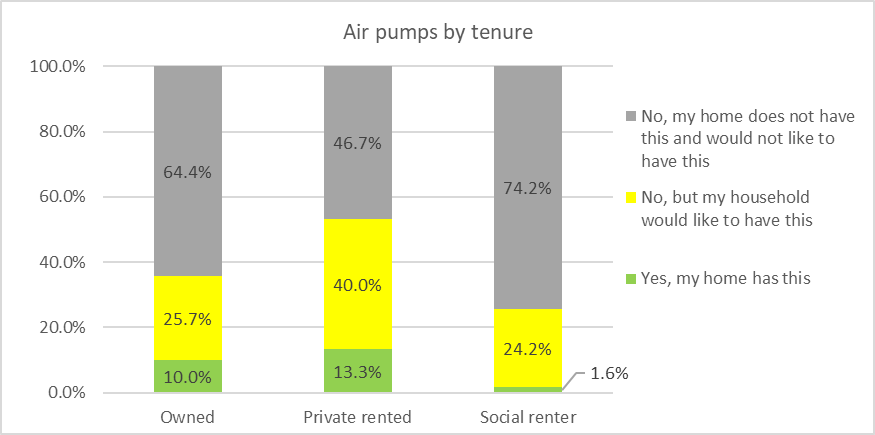 Air pumps by tenure
100.0%
80.0%
60.0%
40.0%
20.0%
0.0%
64.4%
25.7%
10.0%
46.7%
40.0%
13.3%
74.2%
24.2%
1.6%
Owned
Private rented
Social renter
No, my home does not have
this and would not like to
have this
No, but my household
would like to have this
Yes, my home has this